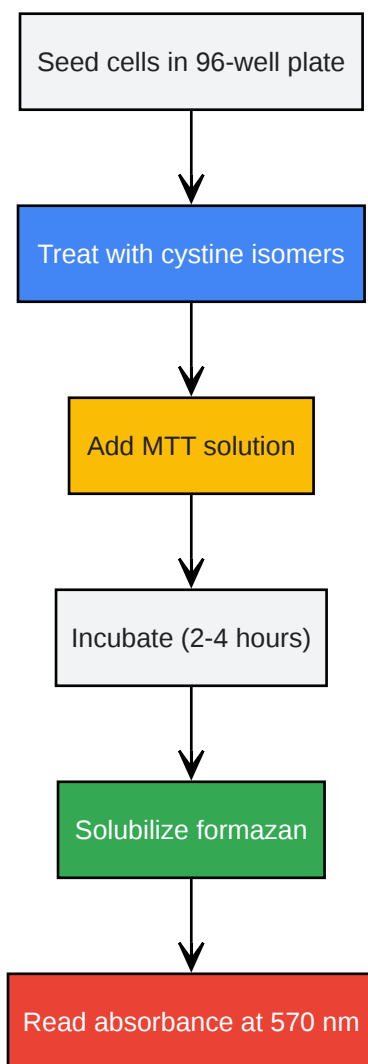 Seed cells in 96-well plate
Treat with cystine isomers
Add MTT solution
Incubate (2-4 hours)
Solubilize formazan
Read absorbance at 570 nm